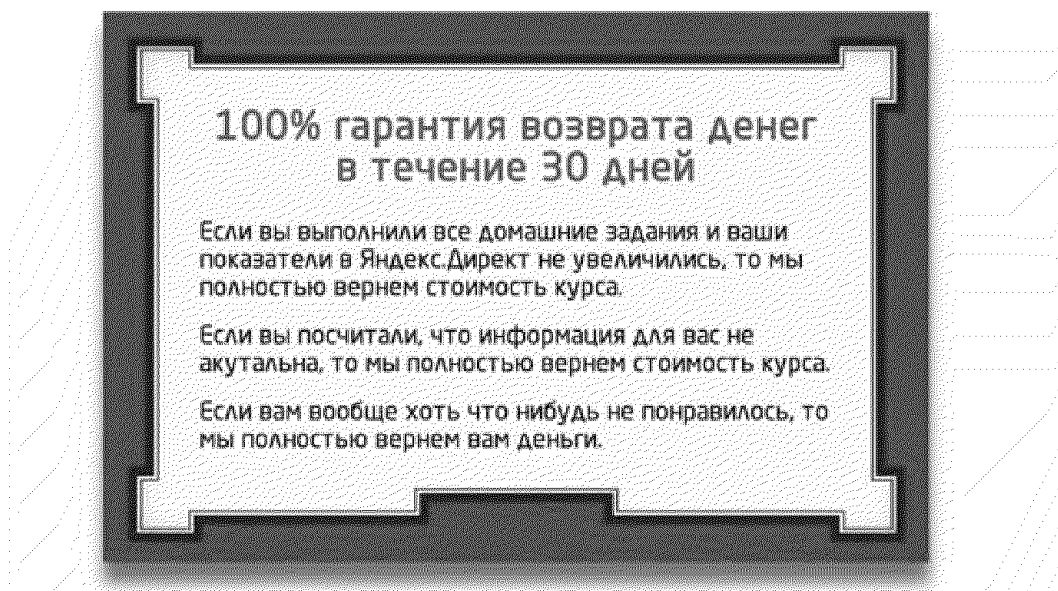 100% гарантия возврата денег
в течение 30 дней
Если вы выполнили все домашние задания и ваши
показатели в Яндекс.Директ не увеличились, то мы
полностью вернем стоимость курса.
Если вы посчитали, что информация для вас не
акутальна, то мы полностью вернем стоимость курса.
Если вам вообще хоть что нибудь не понравилось, то
мы полностью вернем вам деньги.